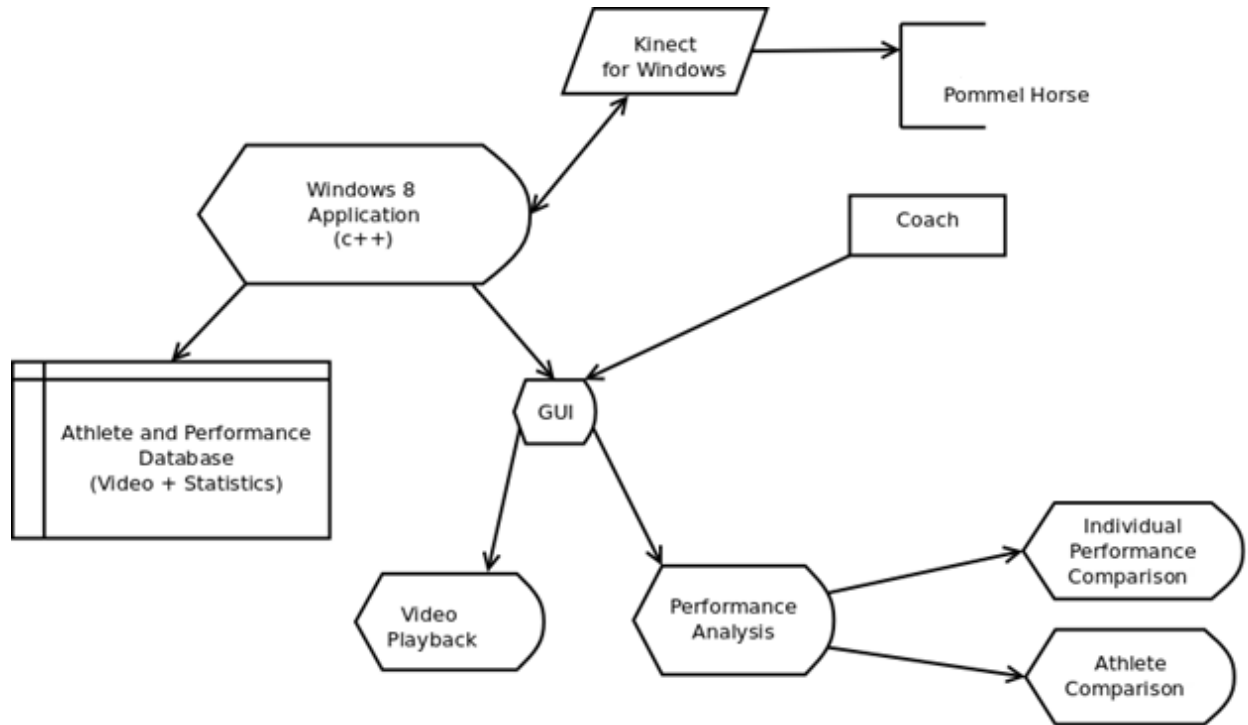 Kinect
for Windows
Pommel Horse
Windows 8
Application
(c++)
Coach
Athlete and Performance
Database
(Video + Statistics)
GUI
Video
Playback
Performance
Analysis
Individual
Performance
Comparison
Athlete
Comparison